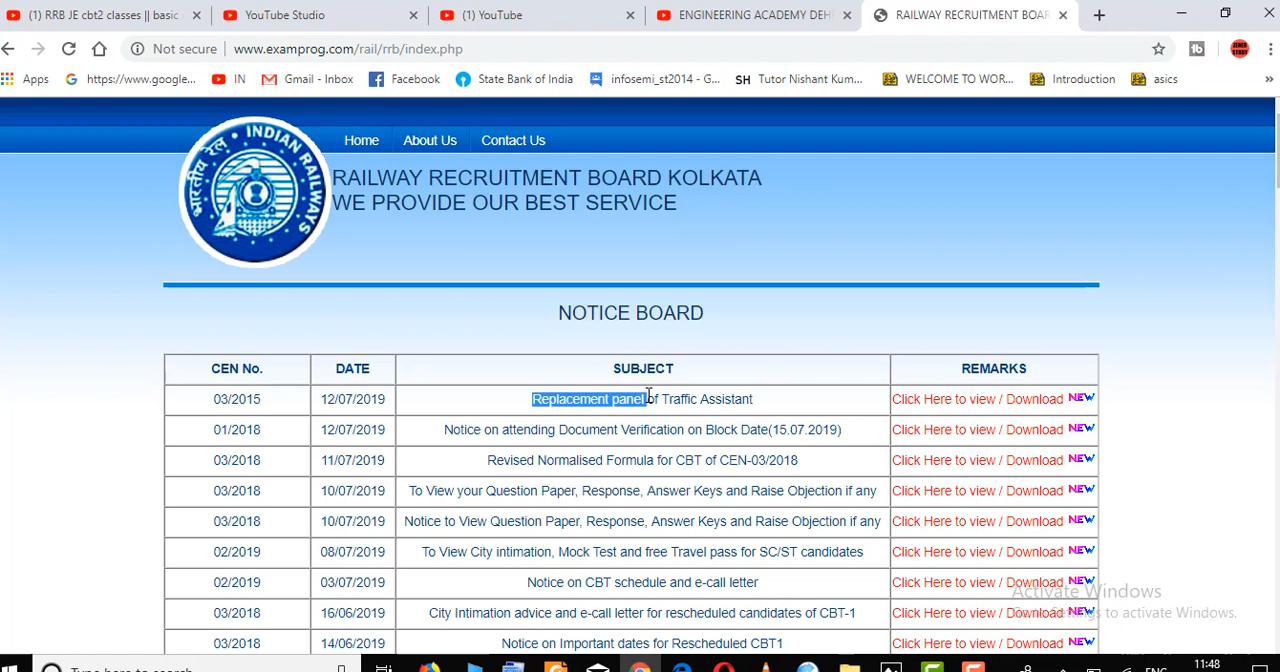 (1) RRB JE cbt2 classes || basic
YouTube Studio
(1) YouTube
ENGINEERING ACADEMY DEH
RAILWAY RECRUITMENT BOAR
Not secure
www.examprog.com/rail/rrb/index.php
Apps
https://www.google...
IN
Gmail - Inbox
Facebook
State Bank of India
infosemi_st2014 - G...
SH
Tutor Nishant Kum...
WELCOME TO WOR...
Introduction
asics
»
भारतीय रेल
INDIAN RAILWAYS
Home
About Us
Contact Us
RAILWAY RECRUITMENT BOARD KOLKATA
WE PROVIDE OUR BEST SERVICE
NOTICE BOARD
CEN No. DATE SUBJECT REMARKS
03/2015 12/07/2019 Replacement panel of Traffic Assistant Click Here to view / Download NEW
01/2018 12/07/2019 Notice on attending Document Verification on Block Date(15.07.2019) Click Here to view / Download NEW
03/2018 11/07/2019 Revised Normalised Formula for CBT of CEN-03/2018 Click Here to view / Download NEW
03/2018 10/07/2019 To View your Question Paper, Response, Answer Keys and Raise Objection if any Click Here to view / Download NEW
03/2018 10/07/2019 Notice to View Question Paper, Response, Answer Keys and Raise Objection if any Click Here to view / Download NEW
02/2019 08/07/2019 To View City intimation, Mock Test and free Travel pass for SC/ST candidates Click Here to view / Download NEW
02/2019 03/07/2019 Notice on CBT schedule and e-call letter Click Here to view / Download NEW
03/2018 16/06/2019 City Intimation advice and e-call letter for rescheduled candidates of CBT-1 Click Here to view / Download NEW
03/2018 14/06/2019 Notice on Important dates for Rescheduled CBT1 Click Here to view / Download NEW
Activate Windows
to activate Windows.
Type here to search
11:48